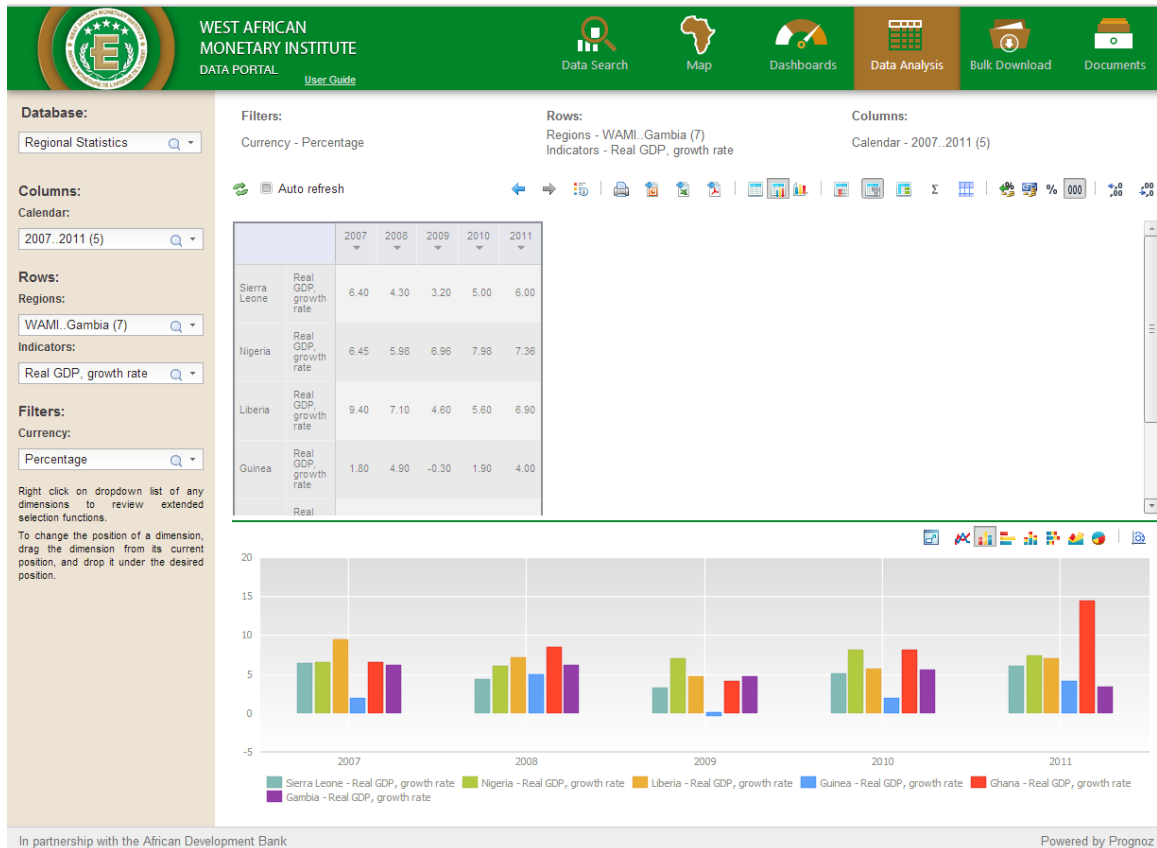 WEST AFRICAN
MONETARY INSTITUTE
DATA PORTAL
User Guide
Data Search
Map
Dashboards
Data Analysis
Bulk Download
Documents
Database:
Regional Statistics
Columns:
Calendar:
2007..2011 (5)
Rows:
Regions:
WAMI..Gambia (7)
Indicators:
Real GDP, growth rate
Filters:
Currency:
Percentage
Right click on dropdown list of any
dimensions to review extended
selection functions.
To change the position of a dimension,
drag the dimension from its current
position, and drop it under the desired
position.
Filters:
Currency - Percentage
Rows:
Regions - WAMI..Gambia (7)
Indicators - Real GDP, growth rate
Columns:
Calendar - 2007..2011 (5)
Auto refresh
Σ % 000
2007 2008 2009 2010 2011
Sierra Leone Real GDP, growth rate 6.40 4.30 3.20 5.00 6.00
Nigeria Real GDP, growth rate 6.45 5.98 6.96 7.98 7.36
Liberia Real GDP, growth rate 9.40 7.10 4.60 5.60 6.90
Guinea Real GDP, growth rate 1.80 4.90 -0.30 1.90 4.00
Real
20
15
10
5
0
-5
2007 2008 2009 2010 2011
Sierra Leone - Real GDP, growth rate Nigeria - Real GDP, growth rate Liberia - Real GDP, growth rate Guinea - Real GDP, growth rate Ghana - Real GDP, growth rate
Gambia - Real GDP, growth rate
In partnership with the African Development Bank
Powered by Prognoz